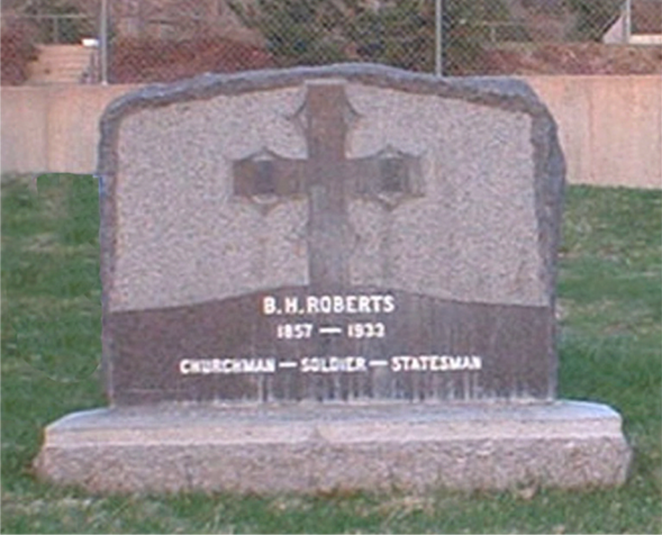 B. H. ROBERTS
1857 — 1933
CHURCHMAN — SOLDIER — STATESMAN